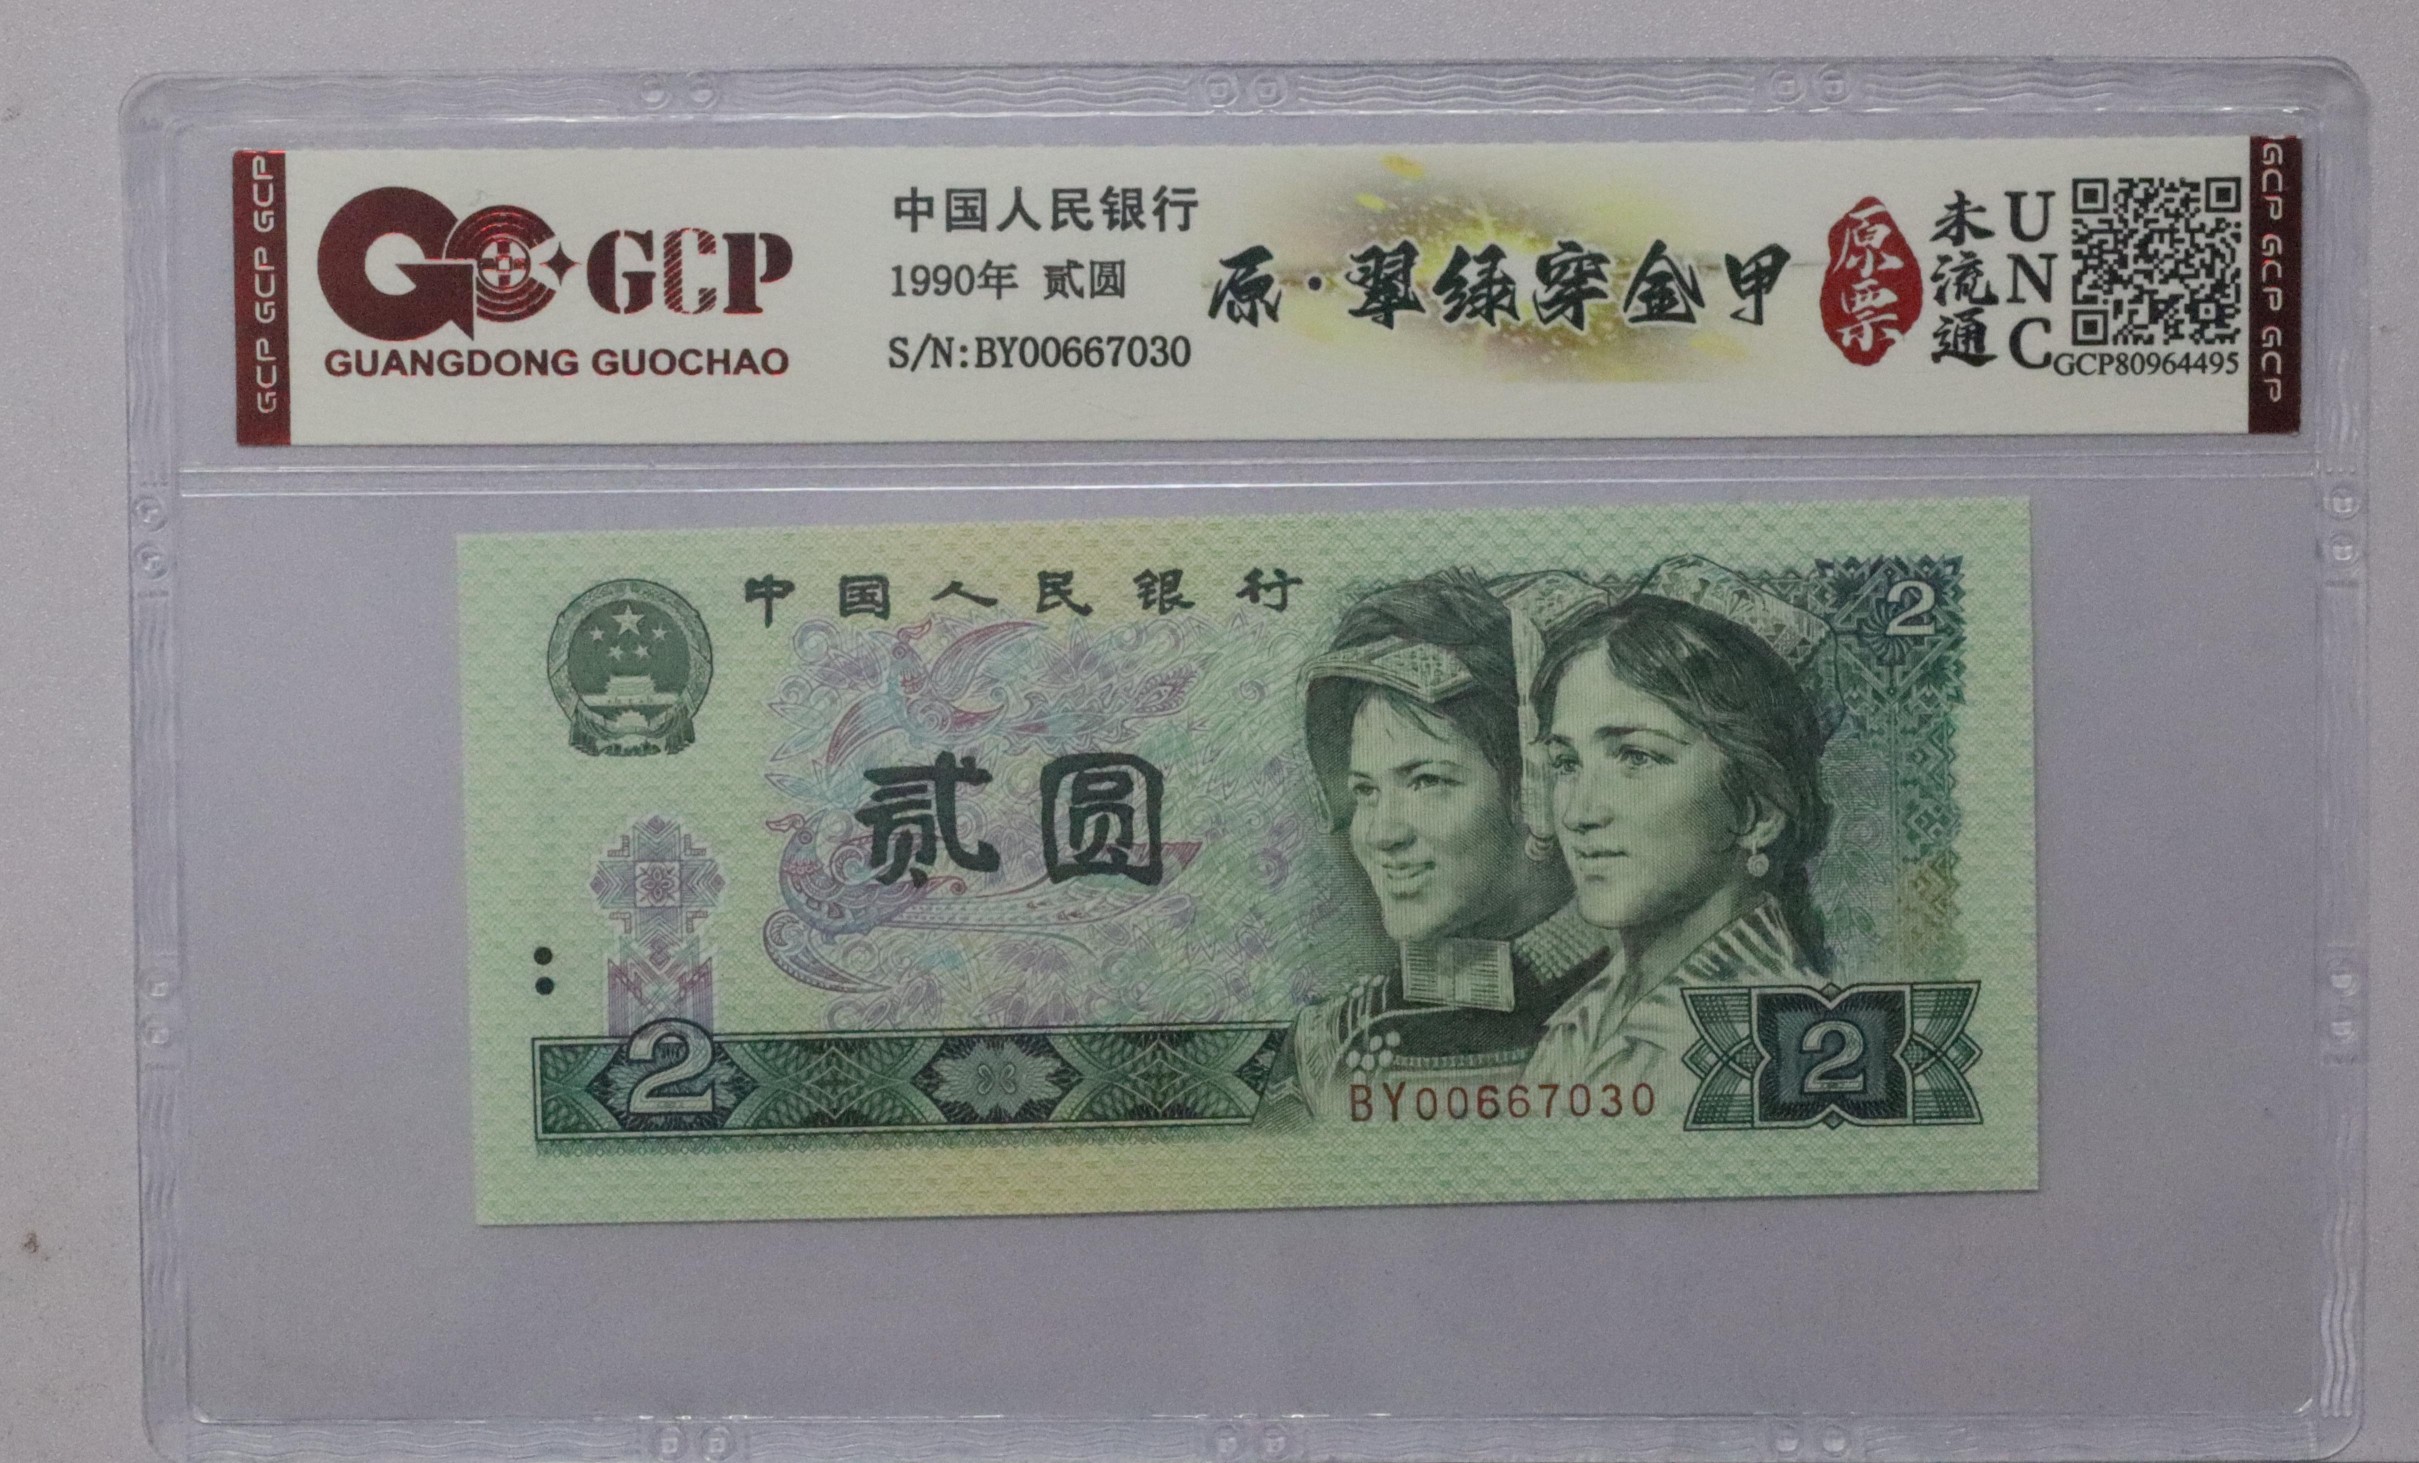 GCP GCP GCP
GCP
GUANGDONG GUOCHAO
中国人民银行
1990年 贰圆
S/N:BY00667030
原·翠绿穿金甲
原票
未流通
UNC
GCP80964495
GCP GCP GCP
中国人民银行
2
贰圆
2
BY00667030
2